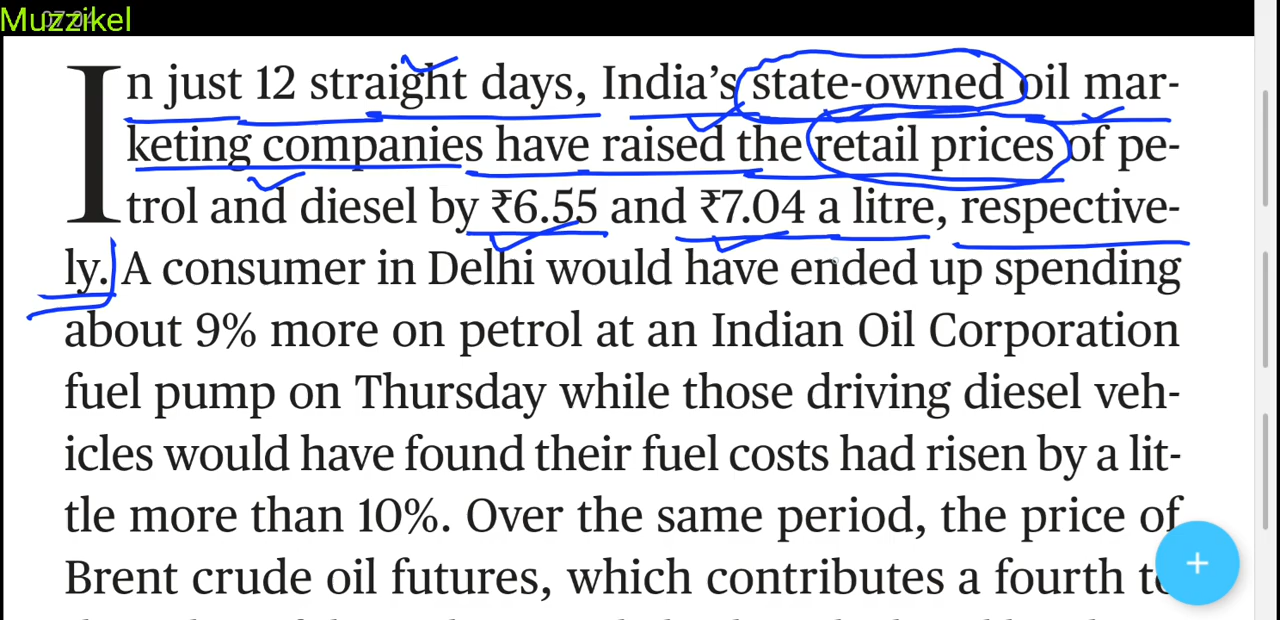 Muzzikel
In just 12 straight days, India’s state-owned oil mar-
keting companies have raised the retail prices of pe-
trol and diesel by ₹6.55 and ₹7.04 a litre, respective-
ly. A consumer in Delhi would have ended up spending
about 9% more on petrol at an Indian Oil Corporation
fuel pump on Thursday while those driving diesel veh-
icles would have found their fuel costs had risen by a lit-
tle more than 10%. Over the same period, the price of
Brent crude oil futures, which contributes a fourth